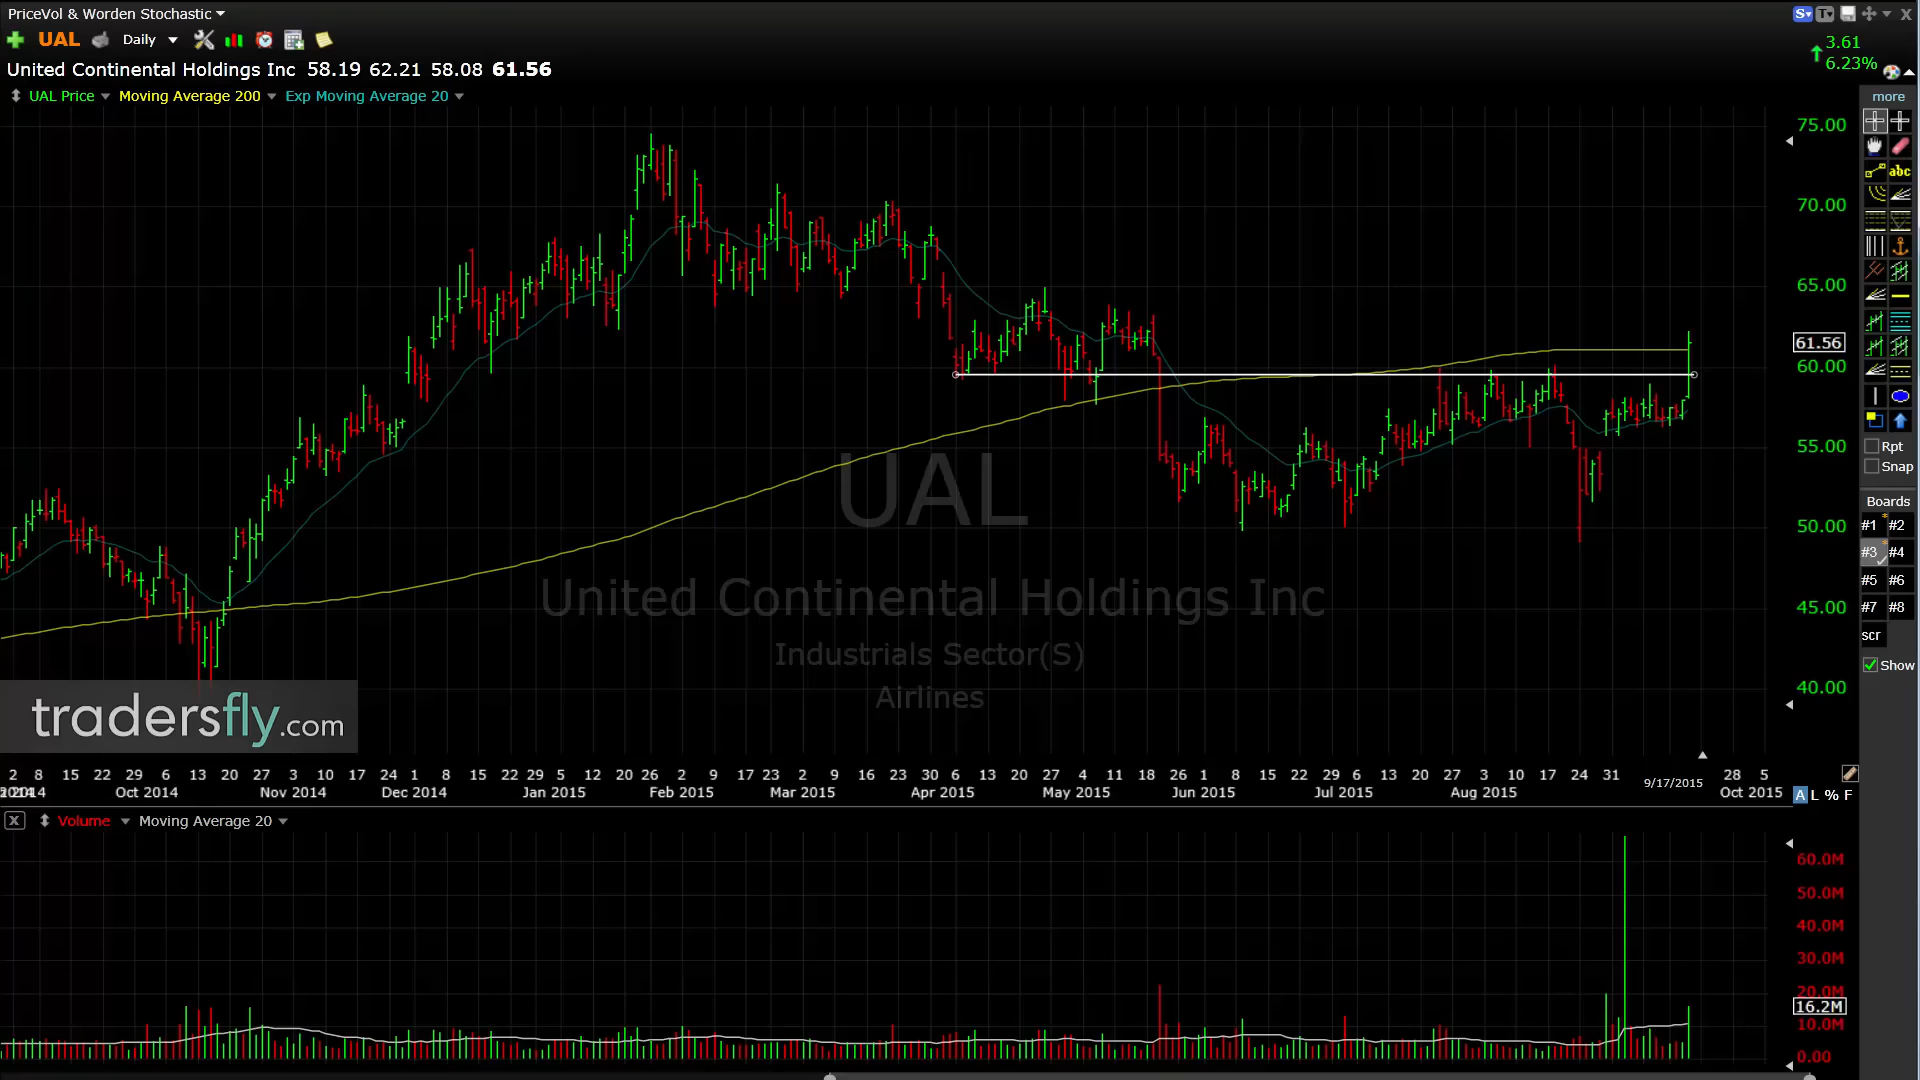 PriceVol & Worden Stochastic
S T X
UAL Daily
3.61
6.23%
United Continental Holdings Inc 58.19 62.21 58.08 61.56
UAL Price Moving Average 200 Exp Moving Average 20
more
75.00
abc
70.00
65.00
61.56
60.00
55.00
Rpt
Snap
UAL
Boards
50.00
#1 #2
#3 #4
#5 #6
United Continental Holdings Inc
45.00
#7 #8
scr
Industrials Sector(S)
Show
Airlines
40.00
tradersfly.com
2 8 15 22 29 6 13 20 27 3 10 17 24 1 8 15 22 29 5 12 20 26 2 9 17 23 2 9 16 23 30 6 13 20 27 4 11 18 26 1 8 15 22 29 6 13 20 27 3 10 17 24 31 9/17/2015 28 5
Oct 2014 Nov 2014 Dec 2014 Jan 2015 Feb 2015 Mar 2015 Apr 2015 May 2015 Jun 2015 Jul 2015 Aug 2015 Oct 2015
A L % F
X Volume Moving Average 20
60.0M
50.0M
40.0M
30.0M
20.0M
16.2M
10.0M
0.00